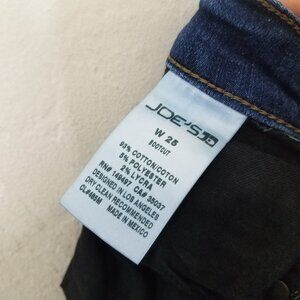 JOE'S JD
W 25
BOOTCUT
93% COTTON/COTON
5% POLYESTER
2% LYCRA
RN# 149497 CA# 35037
DESIGNED IN LOS ANGELES
DRY CLEAN RECOMMENDED
MADE IN MEXICO